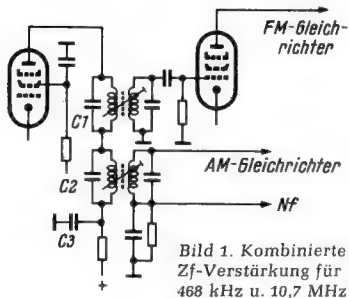 FM-Gleich-
richter
C1
AM-Gleichrichter
C2
Nf
C3
+
Bild 1. Kombinierte
Zf-Verstärkung für
468 kHz u. 10,7 MHz